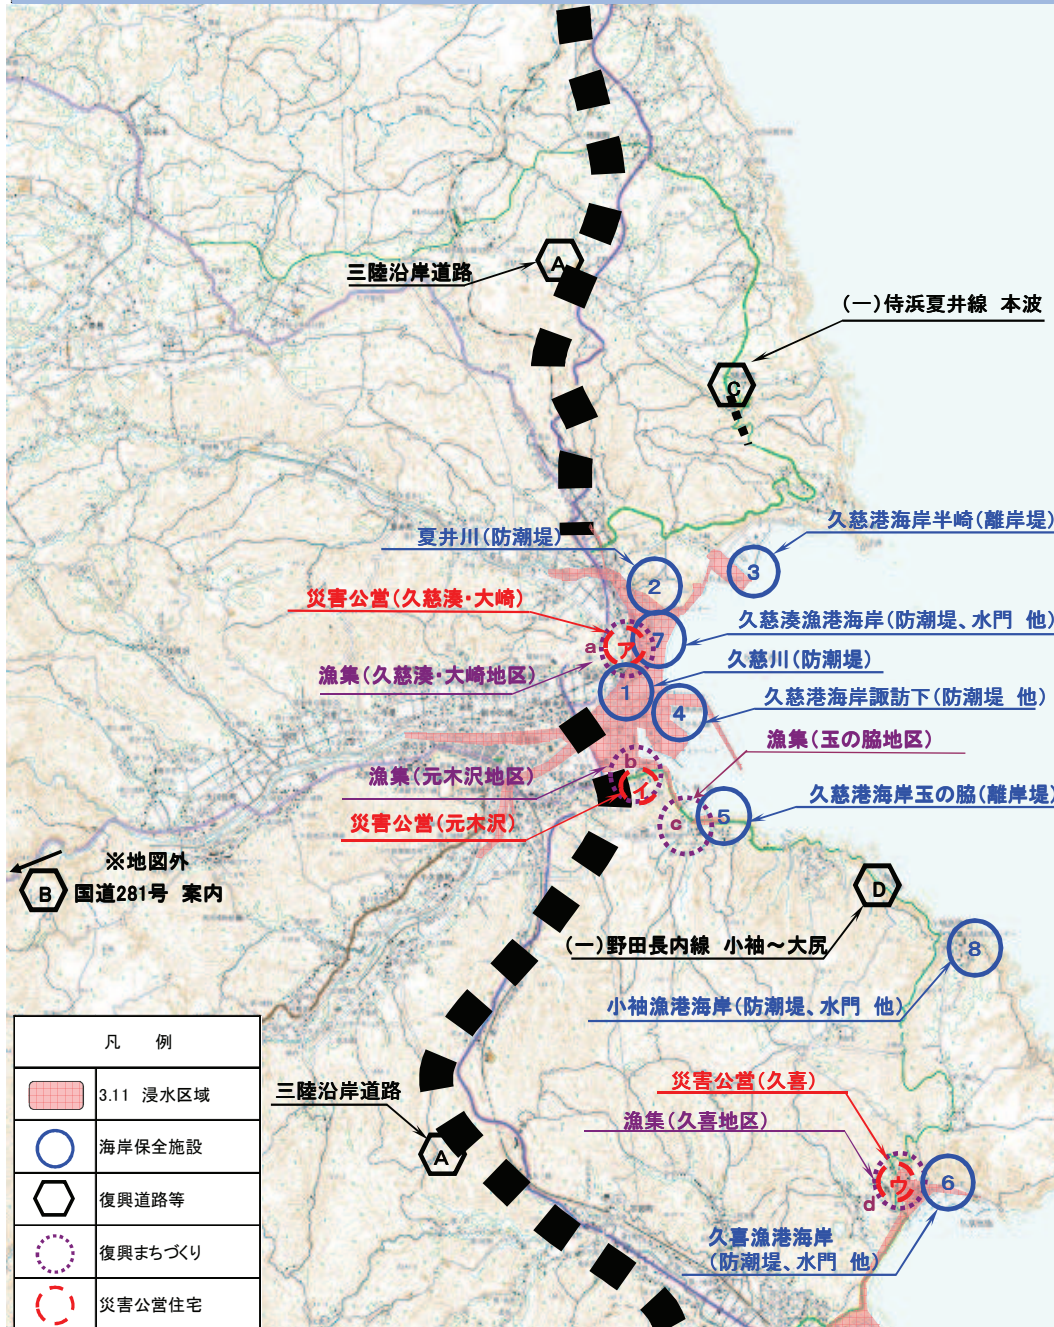 三陸沿岸道路
A
(一)侍浜夏井線 本波
C
夏井川(防潮堤)
久慈港海岸半崎(離岸堤)
2
3
災害公営(久慈湊・大崎)
久慈湊漁港海岸(防潮堤、水門 他)
a
ア
7
漁集(久慈湊・大崎地区)
久慈川(防潮堤)
1
久慈港海岸諏訪下(防潮堤 他)
4
漁集(玉の脇地区)
漁集(元木沢地区)
b
イ
久慈港海岸玉の脇(離岸堤)
災害公営(元木沢)
c
5
※地図外
B
国道281号 案内
D
(一)野田長内線 小袖～大尻
8
小袖漁港海岸(防潮堤、水門 他)
三陸沿岸道路
A
災害公営(久喜)
漁集(久喜地区)
ウ
6
d
久喜漁港海岸
(防潮堤、水門 他)
凡 例
3.11 浸水区域
海岸保全施設
復興道路等
復興まちづくり
災害公営住宅